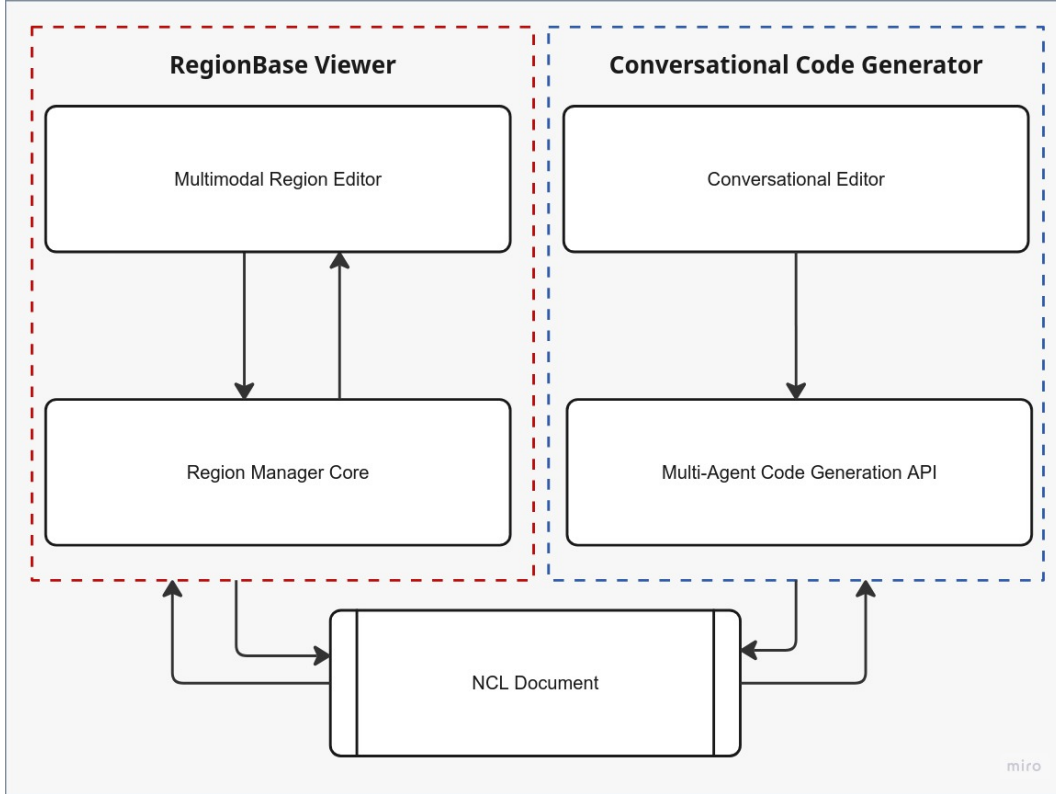 RegionBase Viewer
Conversational Code Generator
Multimodal Region Editor
Conversational Editor
Region Manager Core
Multi-Agent Code Generation API
NCL Document
miro